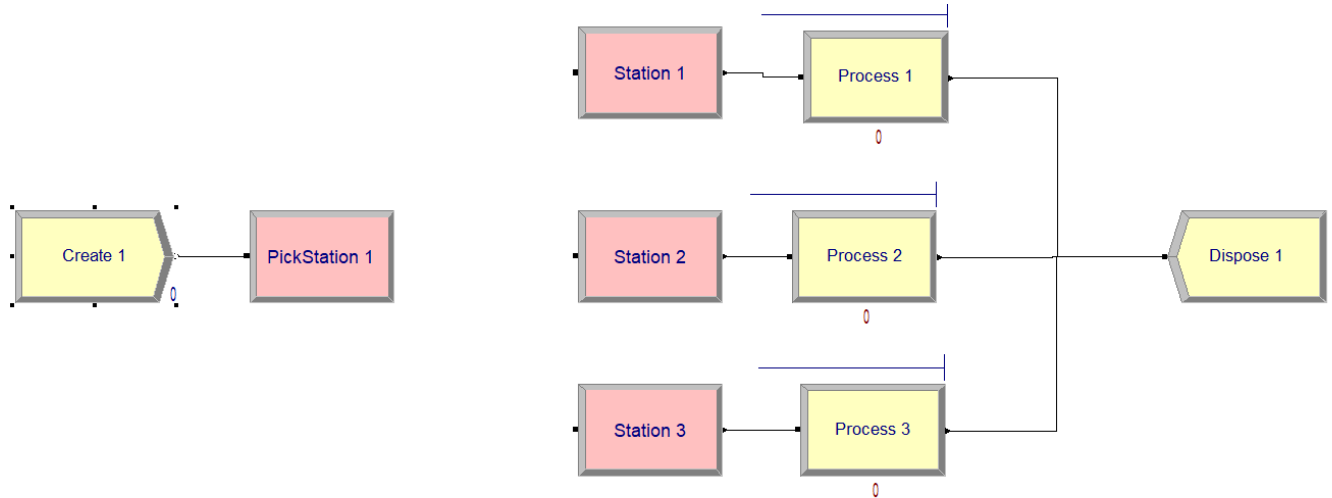 Station 1
Process 1
0
Create 1
0
PickStation 1
Station 2
Process 2
0
Dispose 1
Station 3
Process 3
0